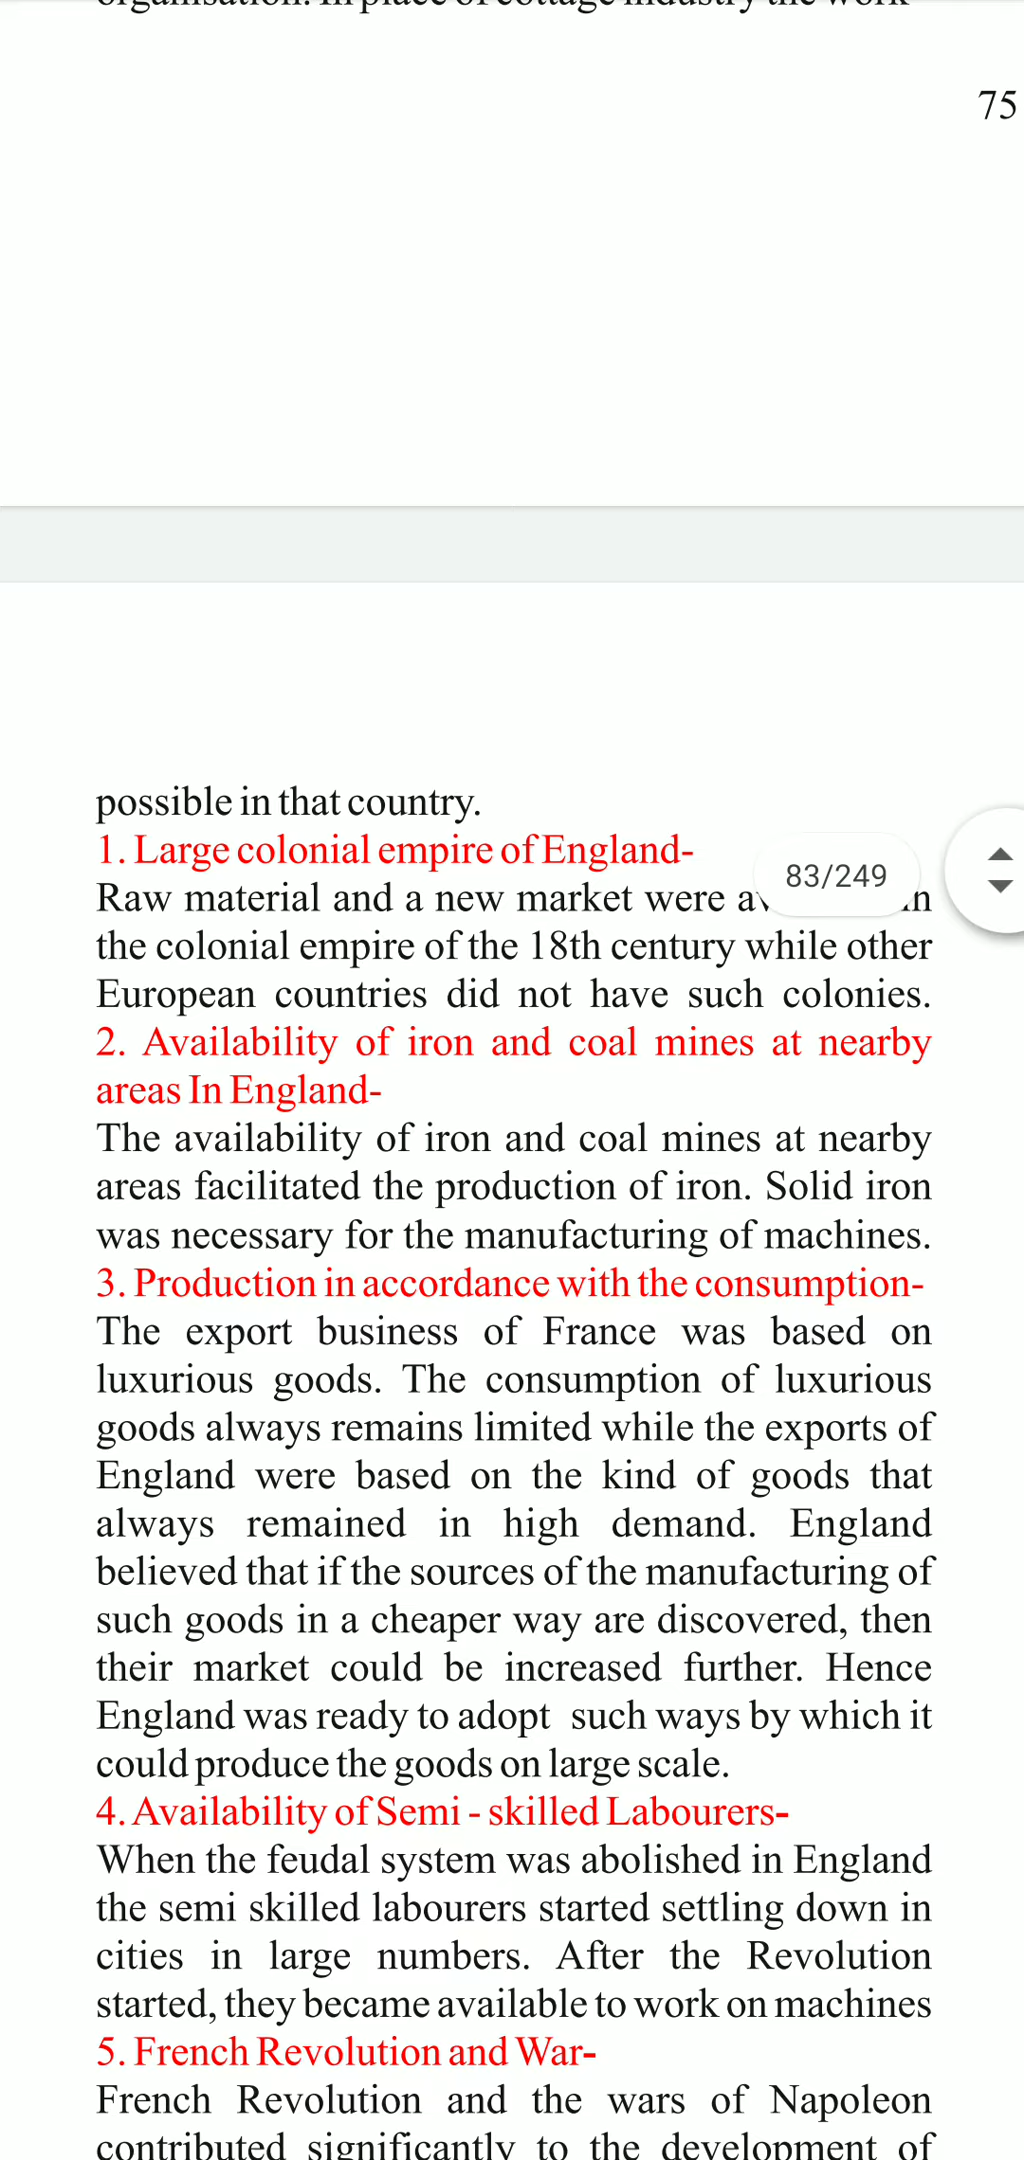 organisation. In place of cottage industry the work
75
possible in that country.
1. Large colonial empire of England-
83/249
Raw material and a new market were in
the colonial empire of the 18th century while other
European countries did not have such colonies.
2. Availability of iron and coal mines at nearby
areas In England-
The availability of iron and coal mines at nearby
areas facilitated the production of iron. Solid iron
was necessary for the manufacturing of machines.
3. Production in accordance with the consumption-
The export business of France was based on
luxurious goods. The consumption of luxurious
goods always remains limited while the exports of
England were based on the kind of goods that
always remained in high demand. England
believed that if the sources of the manufacturing of
such goods in a cheaper way are discovered, then
their market could be increased further. Hence
England was ready to adopt such ways by which it
could produce the goods on large scale.
4. Availability of Semi - skilled Labourers-
When the feudal system was abolished in England
the semi skilled labourers started settling down in
cities in large numbers. After the Revolution
started, they became available to work on machines
5. French Revolution and War-
French Revolution and the wars of Napoleon
contributed significantly to the development of